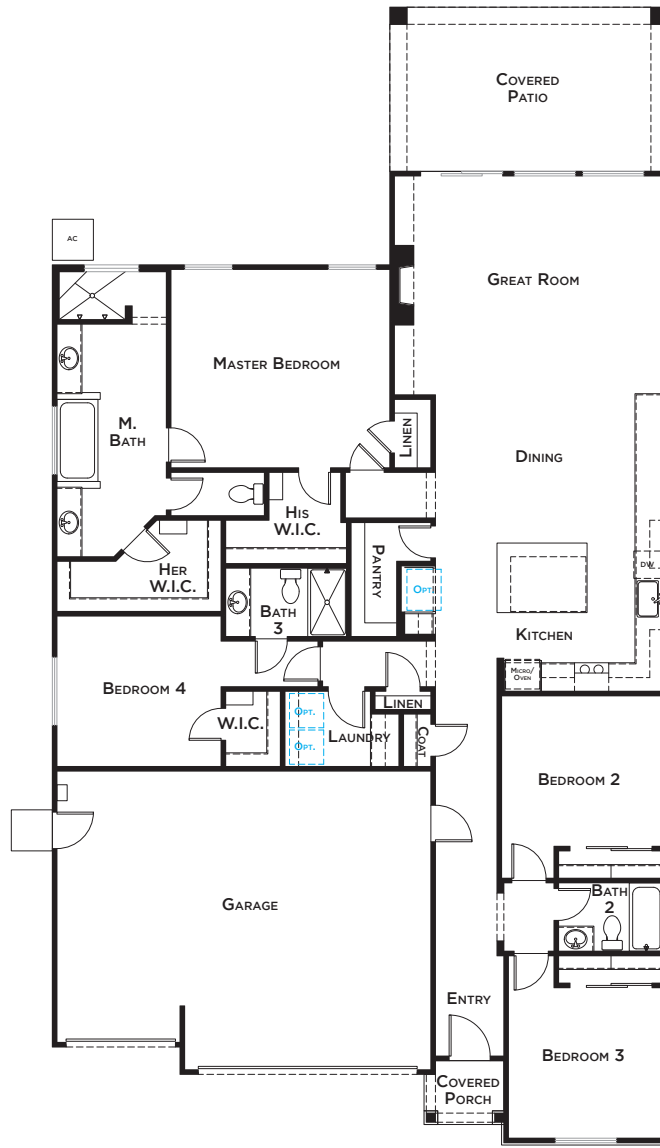 COVERED
PATIO
AC
GREAT ROOM
MASTER BEDROOM
M.
BATH
LINEN
DINING
HIS
W.I.C.
PANTRY
HER
W.I.C.
DW
OPT.
BATH
3
KITCHEN
MICRO/
OVEN
BEDROOM 4
W.I.C.
OPT.
OPT.
LINEN
LAUNDRY
COAT
BEDROOM 2
BATH
2
GARAGE
ENTRY
BEDROOM 3
COVERED
PORCH